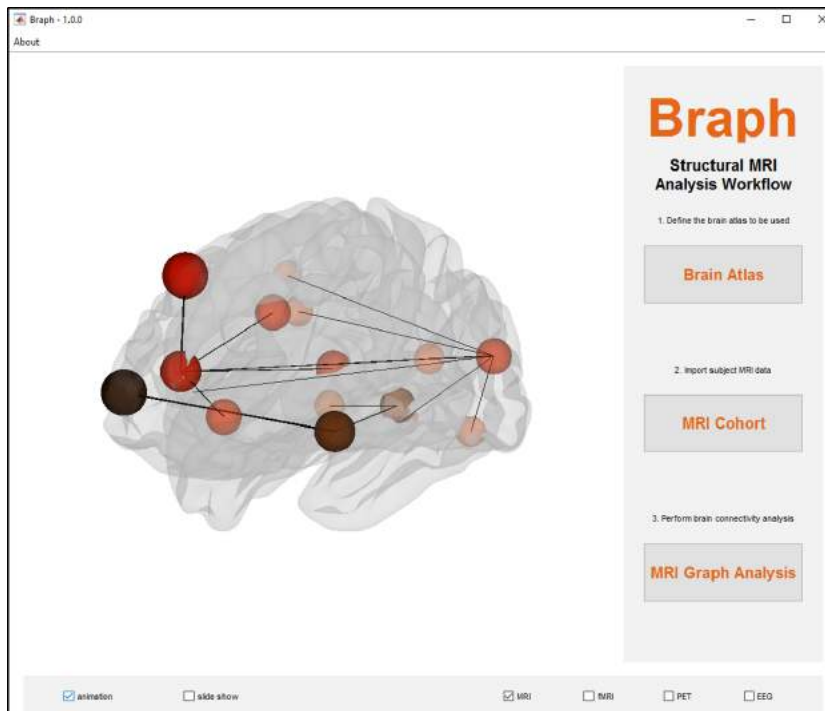 Braph - 1.0.0
About
Braph
Structural MRI
Analysis Workflow
1. Define the brain atlas to be used
Brain Atlas
2. Import subject MRI data
MRI Cohort
3. Perform brain connectivity analysis
MRI Graph Analysis
animation
slide show
MRI
fMRI
PET
EEG